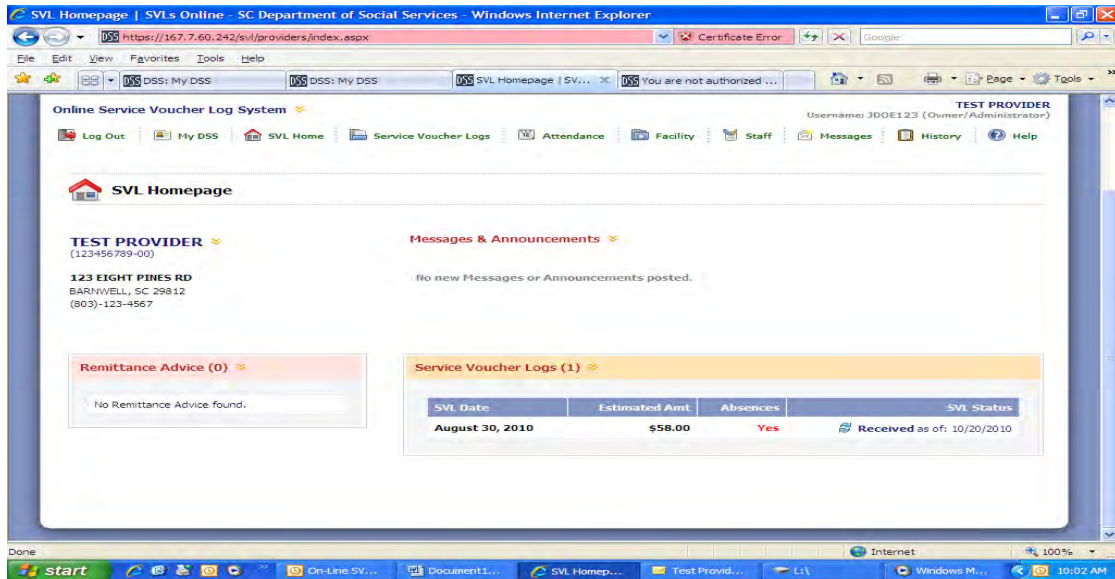 SVL Homepage | SVLs Online - SC Department of Social Services - Windows Internet Explorer
DSS https://167.7.60.242/svl/providers/index.aspx Certificate Error Google
File Edit View Favorites Tools Help
DSS DSS: My DSS DSS DSS: My DSS DSS SVL Homepage | SV... DSS You are not authorized ... Page Tools
Online Service Voucher Log System
TEST PROVIDER
Username: JDOE123 (Owner/Administrator)
Log Out My DSS SVL Home Service Voucher Logs Attendance Facility Staff Messages History Help
SVL Homepage
TEST PROVIDER
(123456789-00)
123 EIGHT PINES RD
BARNWELL, SC 29812
(803)-123-4567
Messages & Announcements
No new Messages or Announcements posted.
Remittance Advice (0)
No Remittance Advice found.
Service Voucher Logs (1)
SVL Date Estimated Amt Absences SVL Status
August 30, 2010 $58.00 Yes Received as of: 10/20/2010
Done Internet 100%
start On-Line SV... Document1... SVL Homep... Test Provid... L:\ Windows M... 10:02 AM